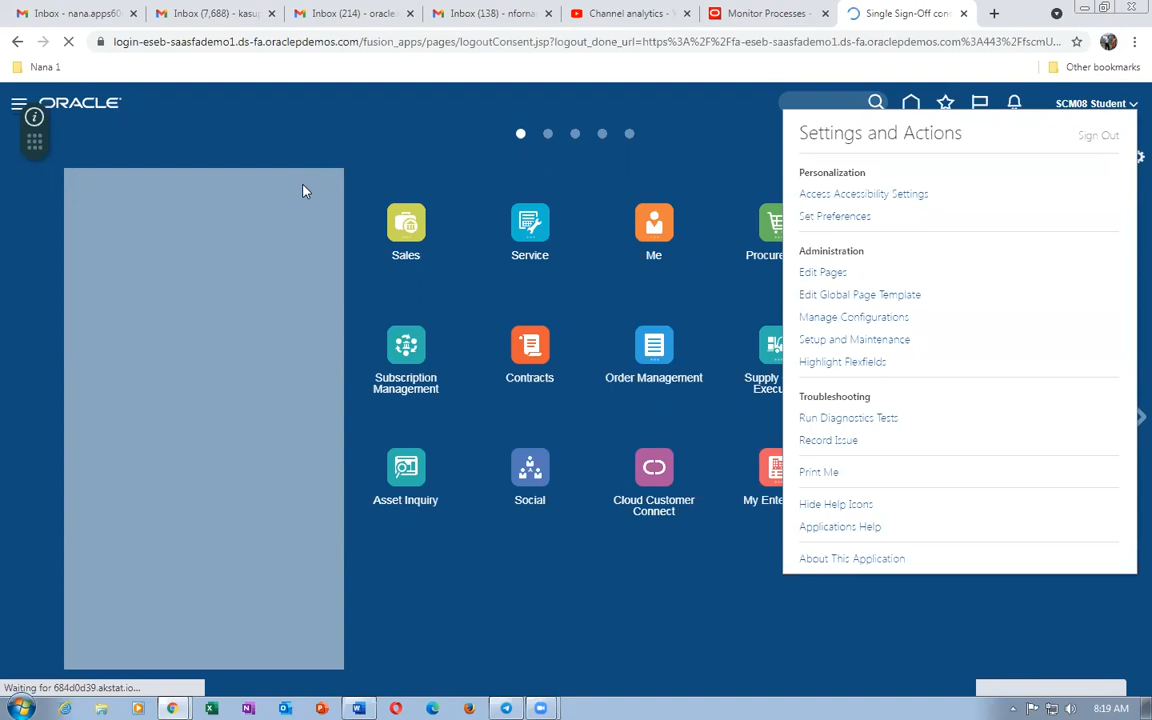 Inbox - nana.apps60
Inbox (7,688) - kasup
Inbox (214) - oracle.
Inbox (138) - nfornan
Channel analytics - Y
Monitor Processes -
Single Sign-Off con
login-eseb-saasfademo1.ds-fa.oraclepdemos.com/fusion_apps/pages/logoutConsent.jsp?logout_done_url=https%3A%2F%2Ffa-eseb-saasfademo1.ds-fa.oraclepdemos.com%3A443%2FfscmU...
Nana 1
Other bookmarks
ORACLE
SCM08 Student
Settings and Actions
Sign Out
Personalization
Access Accessibility Settings
Set Preferences
Administration
Edit Pages
Edit Global Page Template
Manage Configurations
Setup and Maintenance
Highlight Flexfields
Troubleshooting
Run Diagnostics Tests
Record Issue
Print Me
Hide Help Icons
Applications Help
About This Application
Sales
Service
Me
Procure
Subscription
Management
Contracts
Order Management
Supply
Execu
Asset Inquiry
Social
Cloud Customer
Connect
My Ente
Waiting for 684d0d39.akstat.io...
8:19 AM